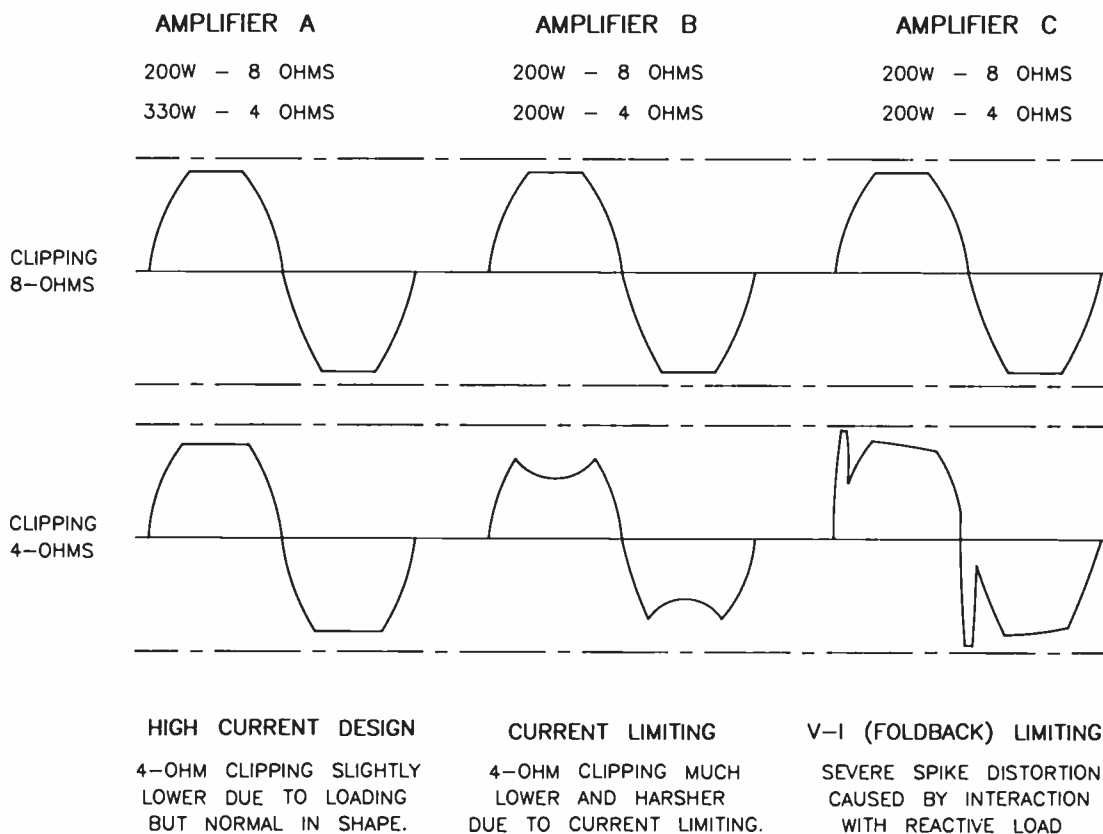 AMPLIFIER A
200W – 8 OHMS
330W – 4 OHMS
AMPLIFIER B
200W – 8 OHMS
200W – 4 OHMS
AMPLIFIER C
200W – 8 OHMS
200W – 4 OHMS
CLIPPING
8–OHMS
CLIPPING
4–OHMS
HIGH CURRENT DESIGN
4–OHM CLIPPING SLIGHTLY
LOWER DUE TO LOADING
BUT NORMAL IN SHAPE.
CURRENT LIMITING
4–OHM CLIPPING MUCH
LOWER AND HARSHER
DUE TO CURRENT LIMITING.
V–I (FOLDBACK) LIMITING
SEVERE SPIKE DISTORTION
CAUSED BY INTERACTION
WITH REACTIVE LOAD